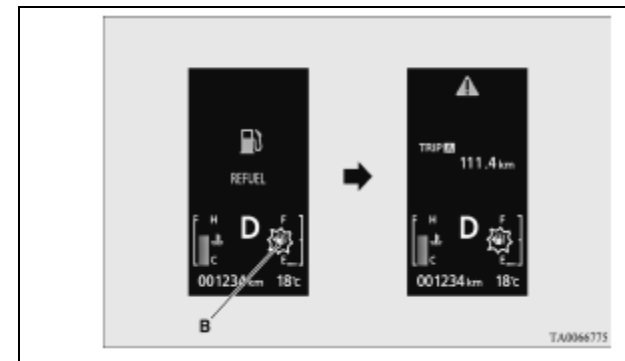 REFUEL
H D F
C E
001234 km 18℃
B
TRIP A
111.4 km
H D F
C E
001234 km 18℃
TA0066775